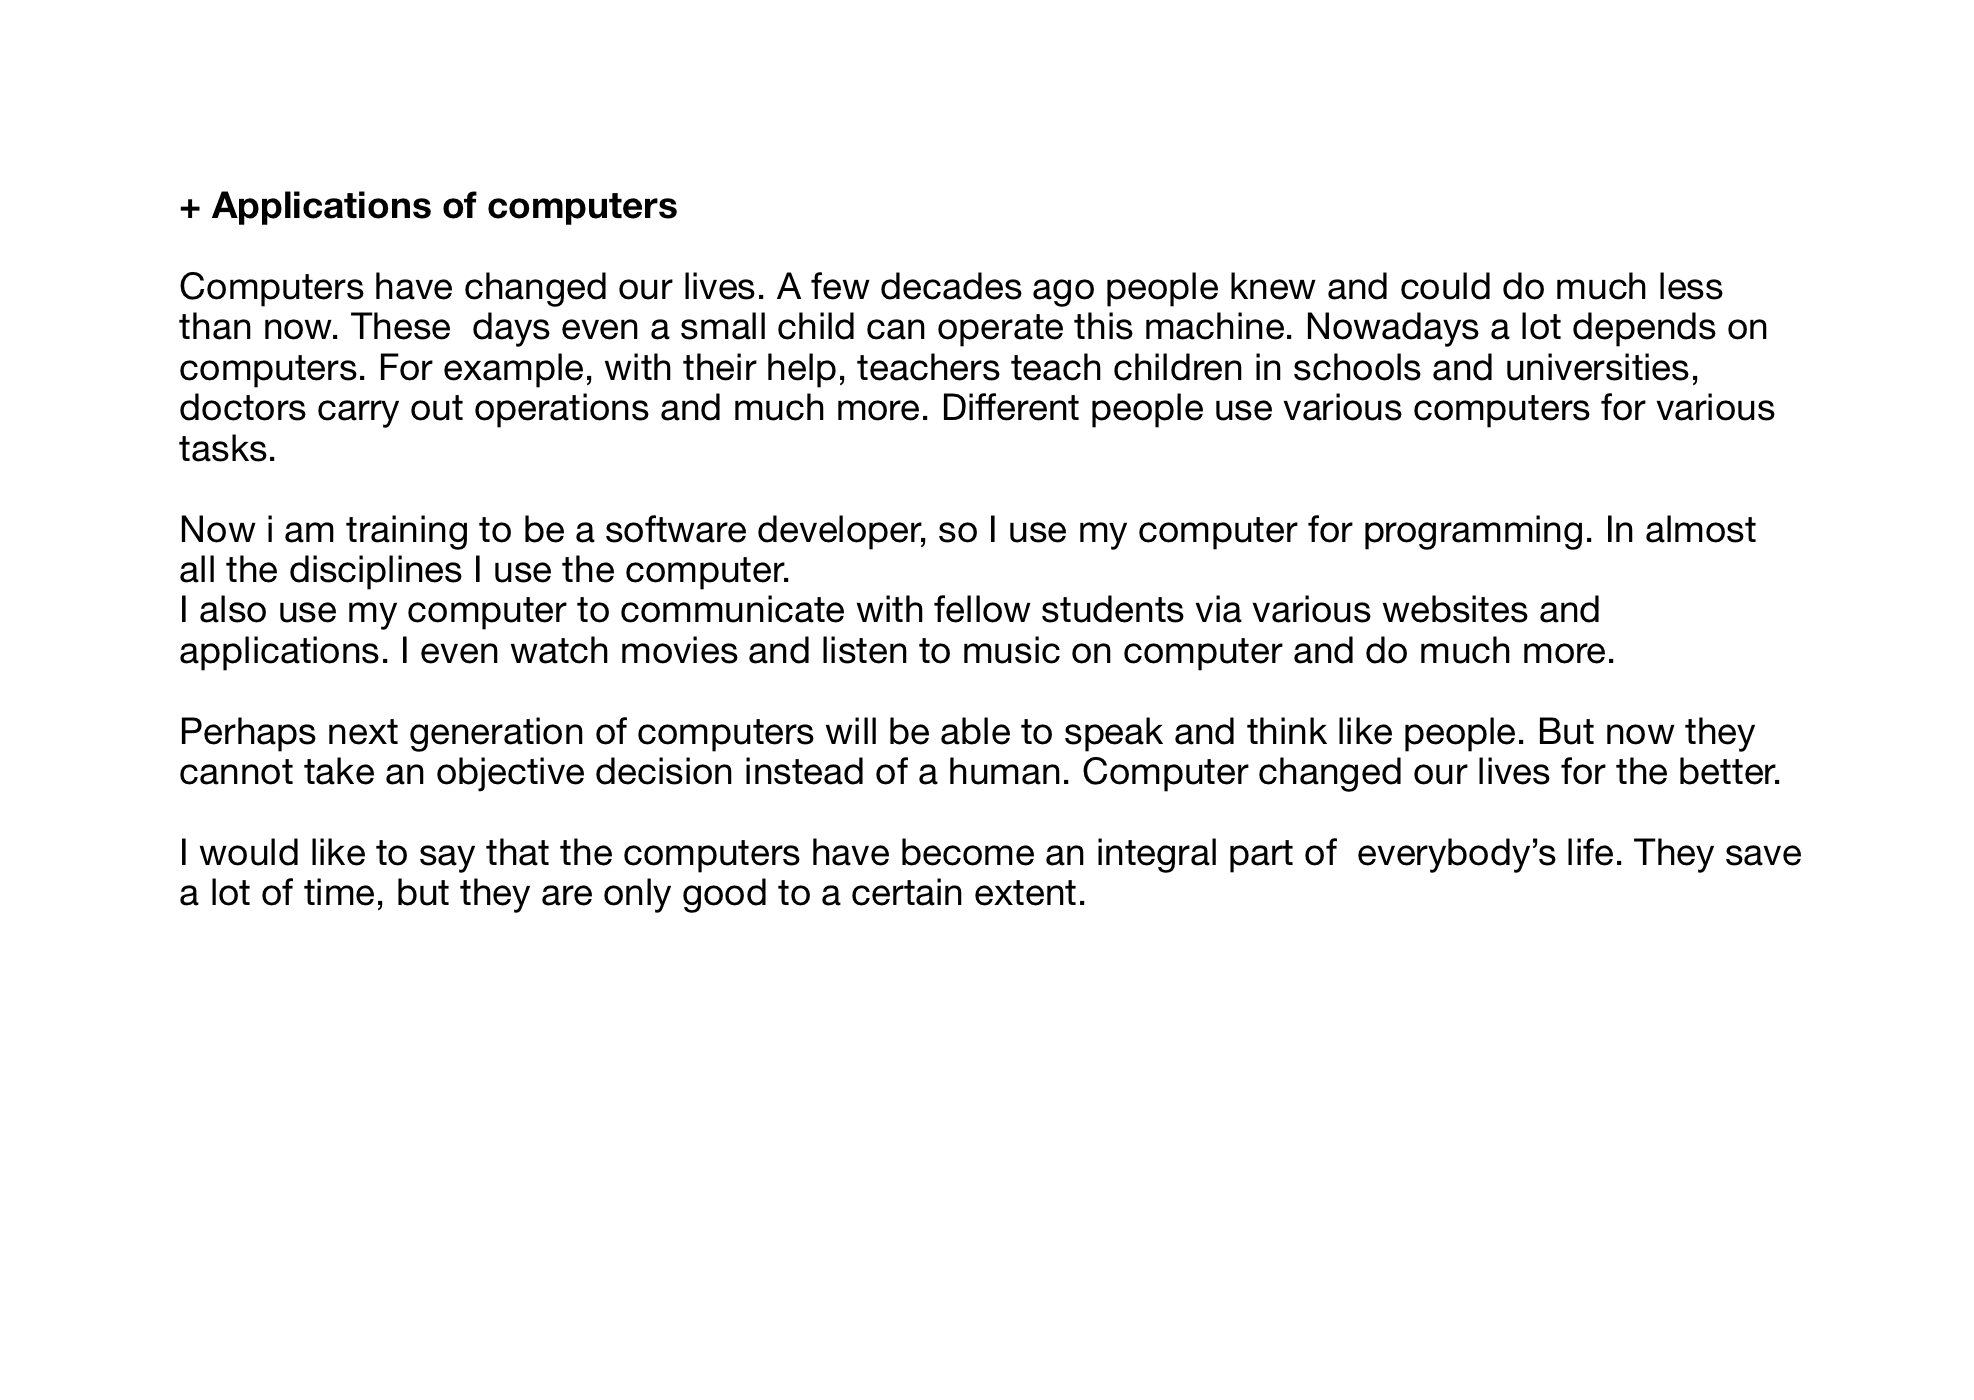 + Applications of computers
Computers have changed our lives. A few decades ago people knew and could do much less
than now. These  days even a small child can operate this machine. Nowadays a lot depends on
computers. For example, with their help, teachers teach children in schools and universities,
doctors carry out operations and much more. Different people use various computers for various
tasks.
Now i am training to be a software developer, so I use my computer for programming. In almost
all the disciplines I use the computer.
I also use my computer to communicate with fellow students via various websites and
applications. I even watch movies and listen to music on computer and do much more.
Perhaps next generation of computers will be able to speak and think like people. But now they
cannot take an objective decision instead of a human. Computer changed our lives for the better.
I would like to say that the computers have become an integral part of  everybody’s life. They save
a lot of time, but they are only good to a certain extent.